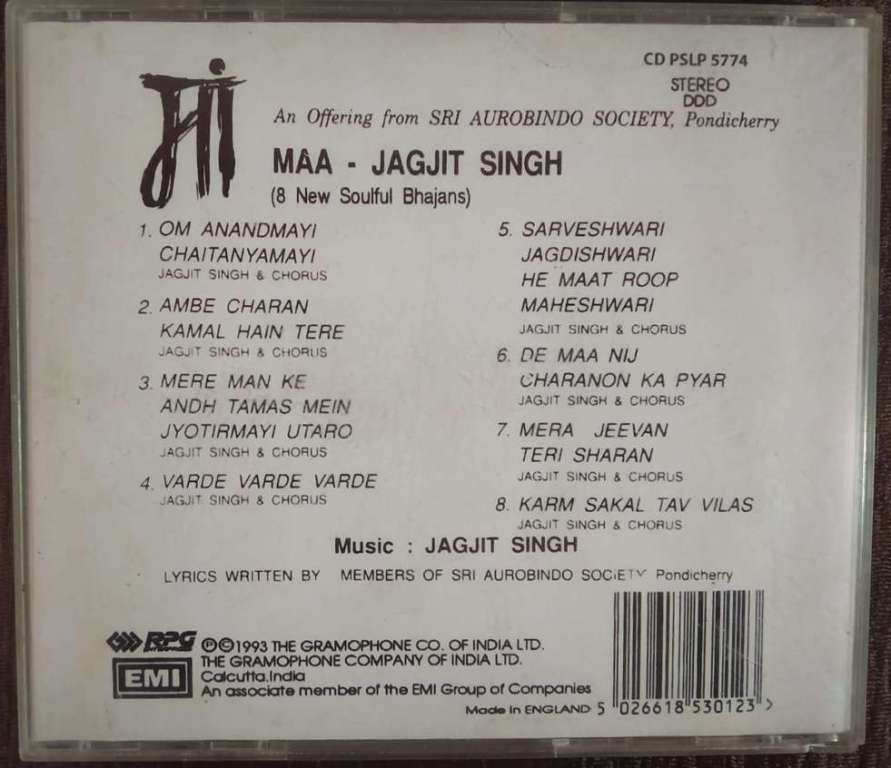 CD PSLP 5774
STEREO
DDD
माँ
An Offering from SRI AUROBINDO SOCIETY, Pondicherry
MAA - JAGJIT SINGH
(8 New Soulful Bhajans)
1. OM ANANDMAYI
CHAITANYAMAYI
JAGJIT SINGH & CHORUS
2. AMBE CHARAN
KAMAL HAIN TERE
JAGJIT SINGH & CHORUS
3. MERE MAN KE
ANDH TAMAS MEIN
JYOTIRMAYI UTARO
JAGJIT SINGH & CHORUS
4. VARDE VARDE VARDE
JAGJIT SINGH & CHORUS
5. SARVESHWARI
JAGDISHWARI
HE MAAT ROOP
MAHESHWARI
JAGJIT SINGH & CHORUS
6. DE MAA NIJ
CHARANON KA PYAR
JAGJIT SINGH & CHORUS
7. MERA JEEVAN
TERI SHARAN
JAGJIT SINGH & CHORUS
8. KARM SAKAL TAV VILAS
JAGJIT SINGH & CHORUS
Music : JAGJIT SINGH
LYRICS WRITTEN BY MEMBERS OF SRI AUROBINDO SOCIETY Pondicherry
RPG
EMI
℗©1993 THE GRAMOPHONE CO. OF INDIA LTD.
THE GRAMOPHONE COMPANY OF INDIA LTD.
Calcutta.India
An associate member of the EMI Group of Companies
Made in ENGLAND
5 026618 530123 >